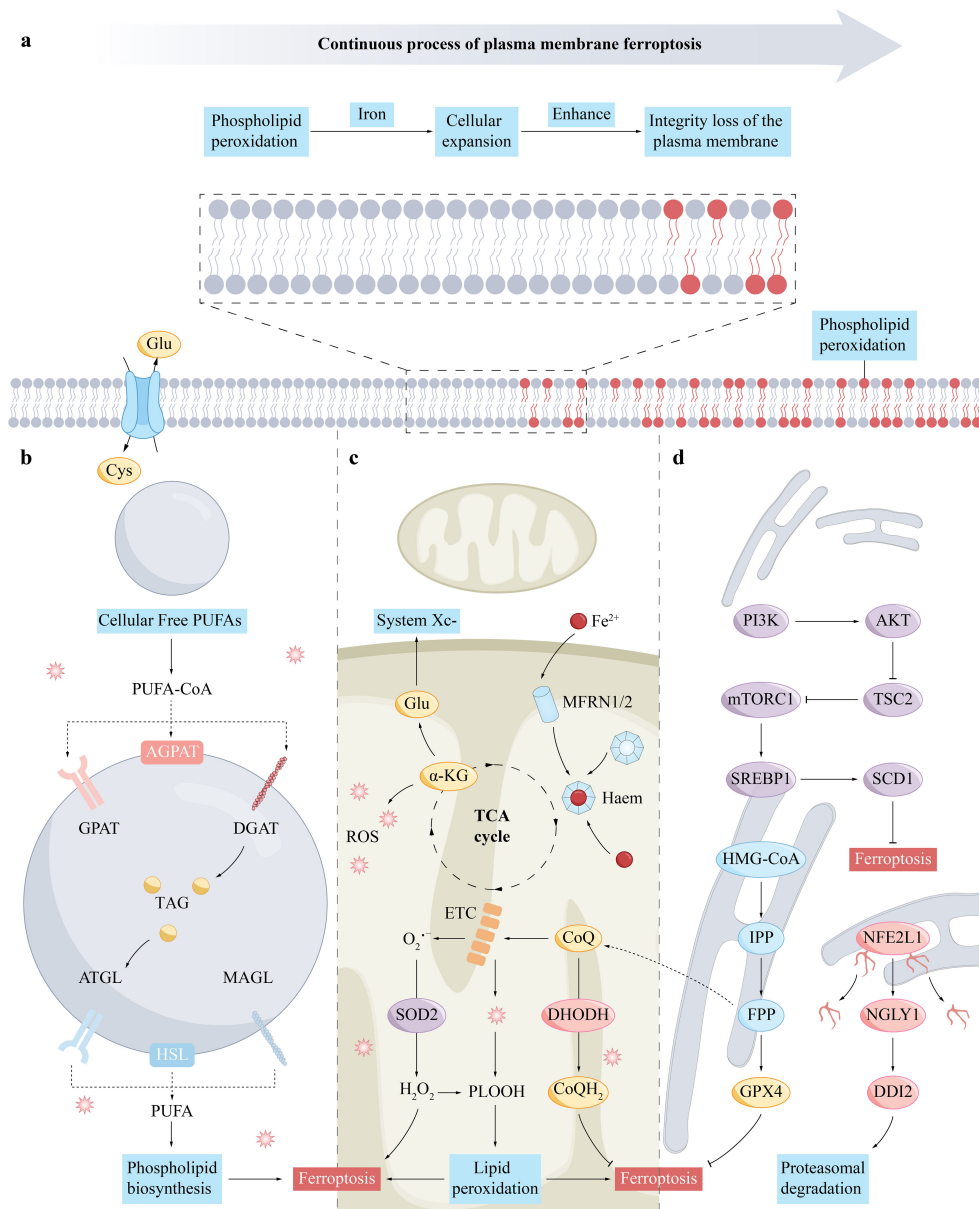 a
Continuous process of plasma membrane ferroptosis
Phospholipid
peroxidation
Iron
Cellular
expansion
Enhance
Integrity loss of the
plasma membrane
Phospholipid
peroxidation
Glu
Cys
b
Cellular Free PUFAs
PUFA-CoA
AGPAT
GPAT
DGAT
TAG
ATGL
MAGL
HSL
PUFA
Phospholipid
biosynthesis
Ferroptosis
c
System Xc-
Fe²⁺
MFRN1/2
Glu
α-KG
Haem
ROS
TCA
cycle
ETC
O₂˙⁻
CoQ
SOD2
DHODH
H₂O₂
PLOOH
CoQH₂
Lipid
peroxidation
Ferroptosis
d
PI3K
AKT
mTORC1
TSC2
SREBP1
SCD1
HMG-CoA
Ferroptosis
IPP
NFE2L1
FPP
NGLY1
GPX4
DDI2
Proteasomal
degradation